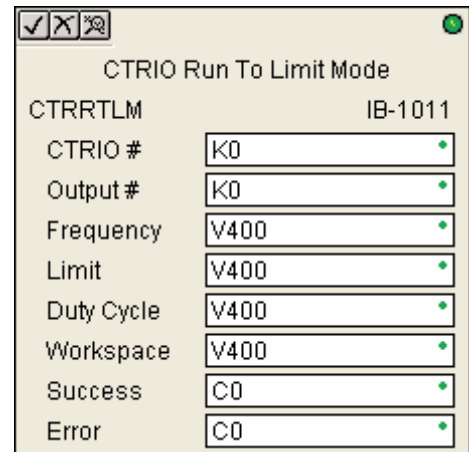 CTRIO Run To Limit Mode
CTRRTLM IB-1011
CTRIO # K0
Output # K0
Frequency V400
Limit V400
Duty Cycle V400
Workspace V400
Success C0
Error C0